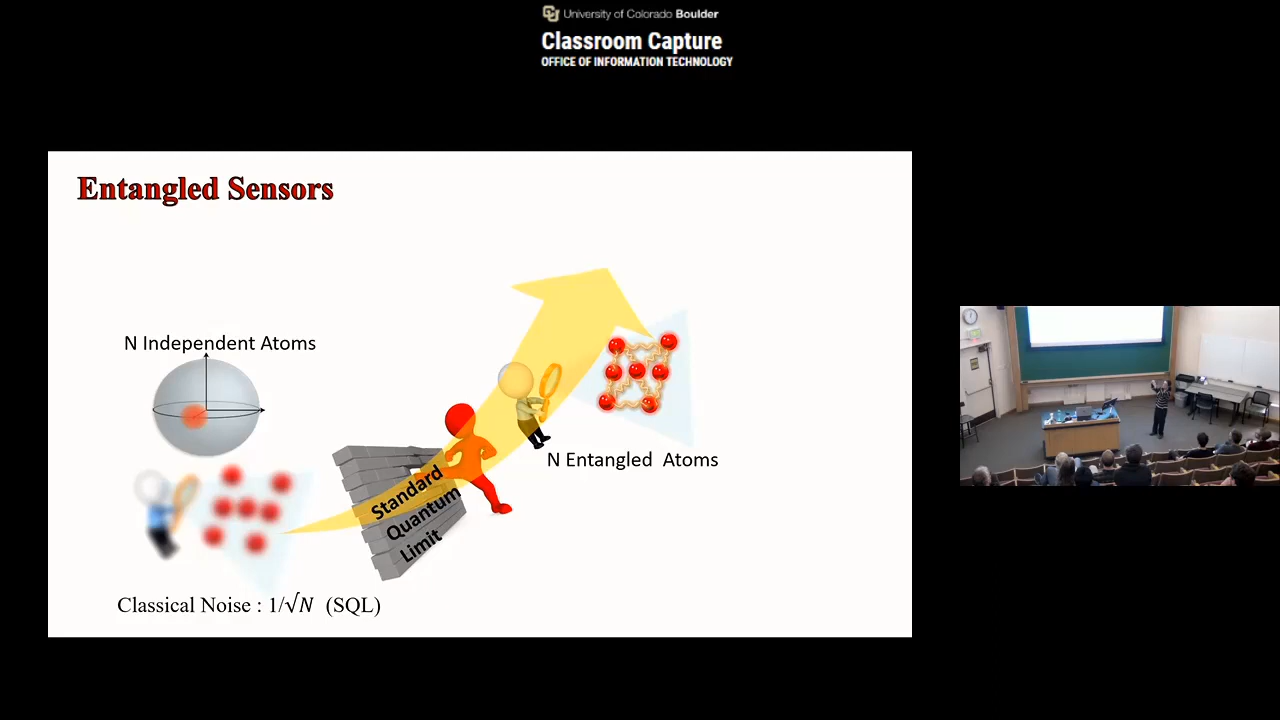 University of Colorado Boulder
Classroom Capture
OFFICE OF INFORMATION TECHNOLOGY
Entangled Sensors
N Independent Atoms
Standard
Quantum
Limit
N Entangled Atoms
Classical Noise : 1/√N (SQL)